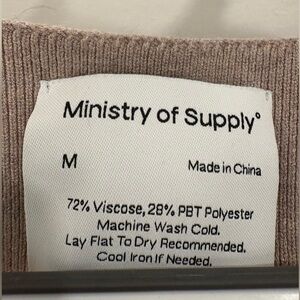 Ministry of Supply°
M
Made in China
72% Viscose, 28% PBT Polyester
Machine Wash Cold.
Lay Flat To Dry Recommended.
Cool Iron If Needed.